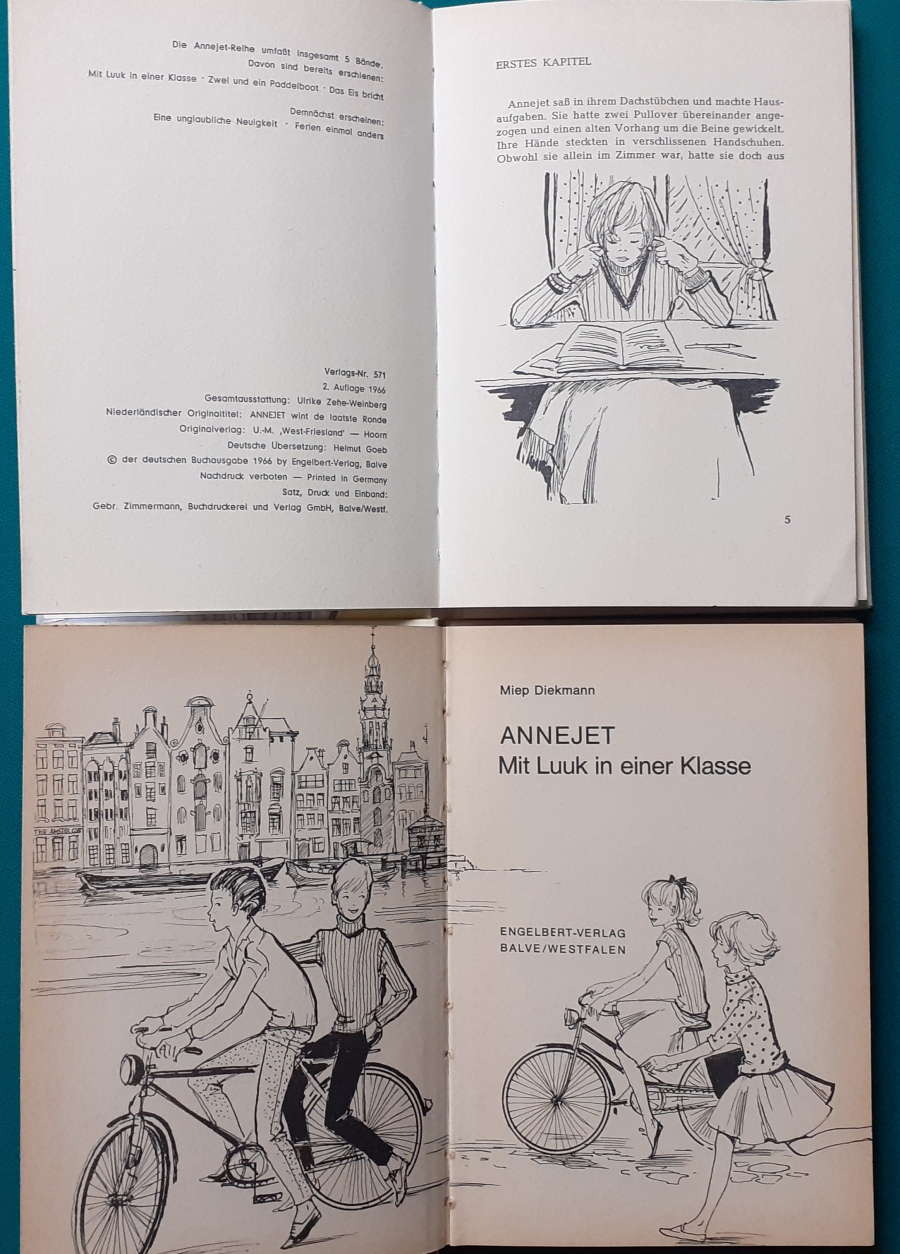 Die Annejet-Reihe umfaßt insgesamt 5 Bände.
Davon sind bereits erschienen:
Mit Luuk in einer Klasse · Zwei und ein Paddelboot · Das Eis bricht
Demnächst erscheinen:
Eine unglaubliche Neuigkeit · Ferien einmal anders
Verlags-Nr. 571
2. Auflage 1966
Gesamtausstattung: Ulrike Zehe-Weinberg
Niederländischer Originaltitel: ANNEJET wint de laatste Ronde
Originalverlag: U.-M. ‚West-Friesland' — Hoorn
Deutsche Übersetzung: Helmut Goeb
© der deutschen Buchausgabe 1966 by Engelbert-Verlag, Balve
Nachdruck verboten — Printed in Germany
Satz, Druck und Einband:
Gebr. Zimmermann, Buchdruckerei und Verlag GmbH, Balve/Westf.
ERSTES KAPITEL
Annejet saß in ihrem Dachstübchen und machte Haus-
aufgaben. Sie hatte zwei Pullover übereinander ange-
zogen und einen alten Vorhang um die Beine gewickelt.
Ihre Hände steckten in verschlissenen Handschuhen.
Obwohl sie allein im Zimmer war, hatte sie doch aus
5
Miep Diekmann
ANNEJET
Mit Luuk in einer Klasse
ENGELBERT-VERLAG
BALVE/WESTFALEN